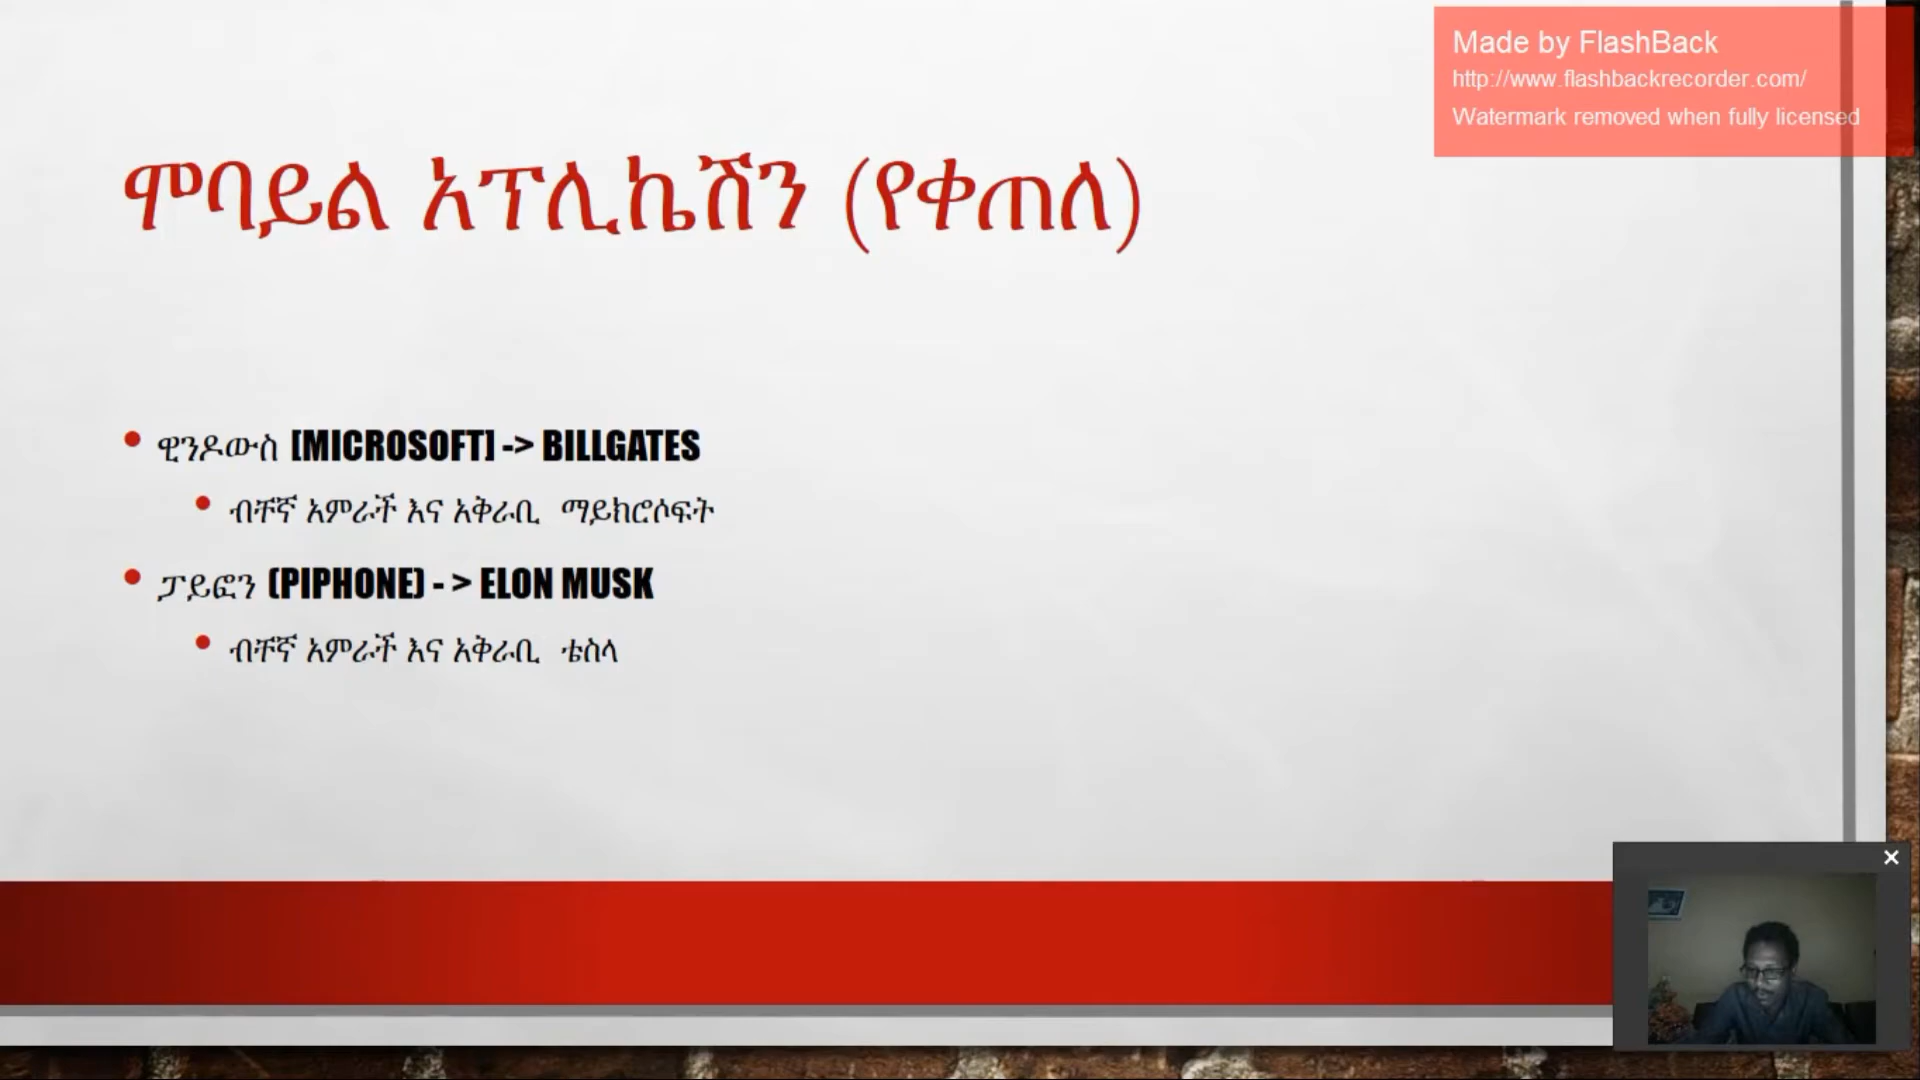 Made by FlashBack
http://www.flashbackrecorder.com/
Watermark removed when fully licensed
ሞባይል አፕሊኬሽን (የቀጠለ)
• ዊንዶውስ [MICROSOFT] -> BILLGATES
• ብቸኛ አምራች እና አቅራቢ ማይክሮሶፍት
• ፓይፎን (PIPHONE) - > ELON MUSK
• ብቸኛ አምራች እና አቅራቢ ቴስላ